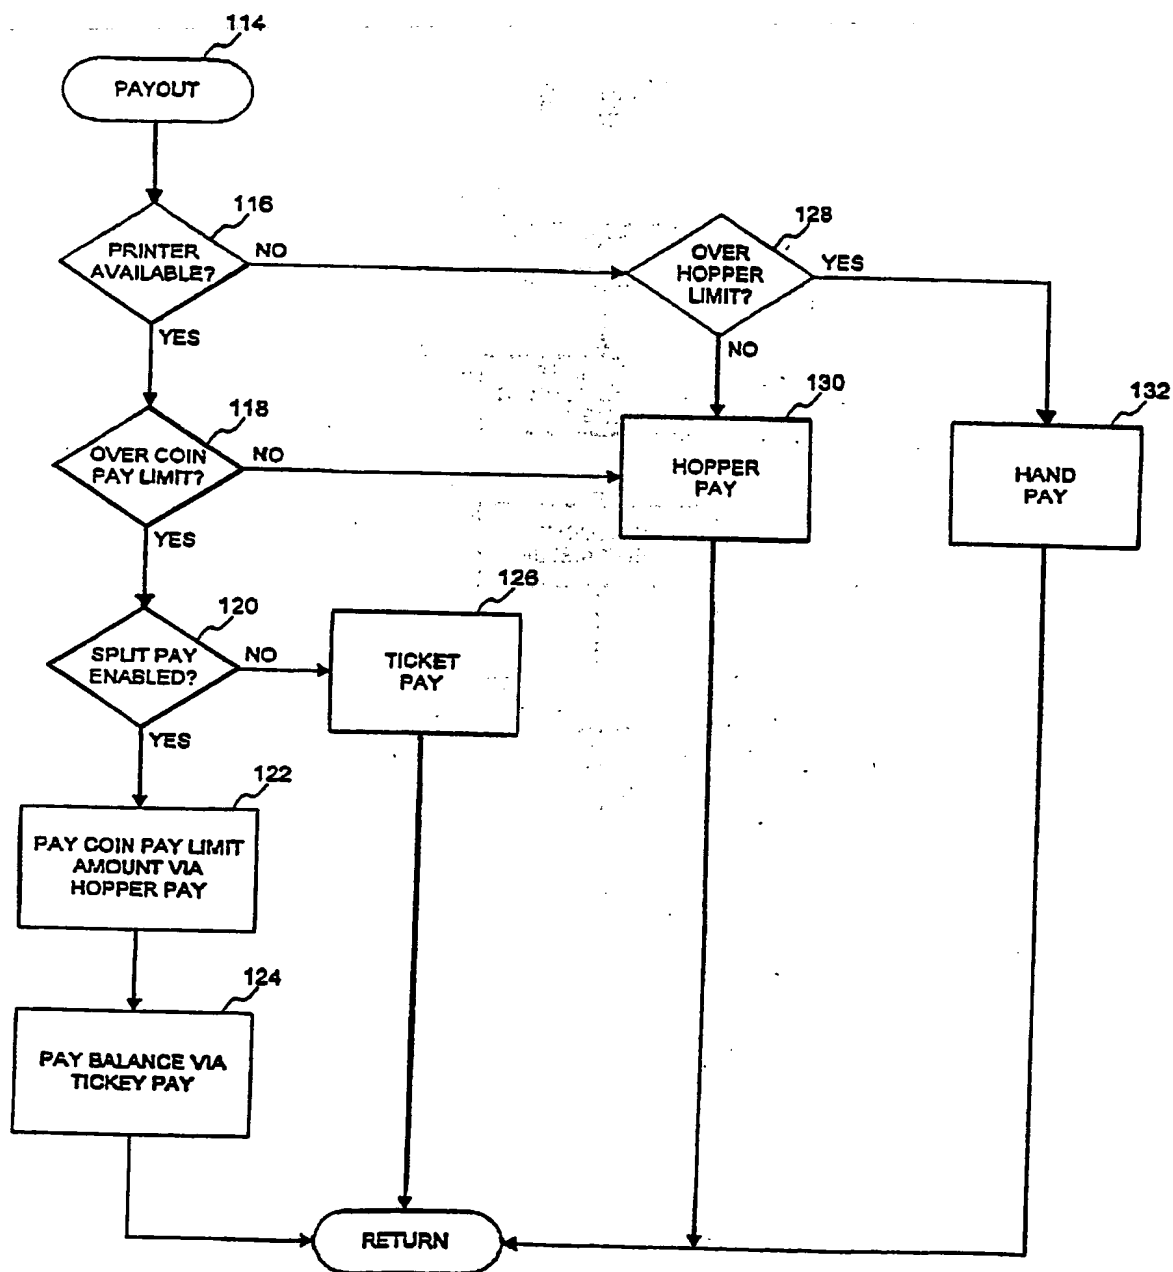 114
PAYOUT
116
PRINTER
AVAILABLE?
NO
YES
128
OVER
HOPPER
LIMIT?
YES
NO
118
OVER COIN
PAY LIMIT?
NO
YES
130
HOPPER
PAY
132
HAND
PAY
120
SPLIT PAY
ENABLED?
NO
YES
126
TICKET
PAY
122
PAY COIN PAY LIMIT
AMOUNT VIA
HOPPER PAY
124
PAY BALANCE VIA
TICKEY PAY
RETURN